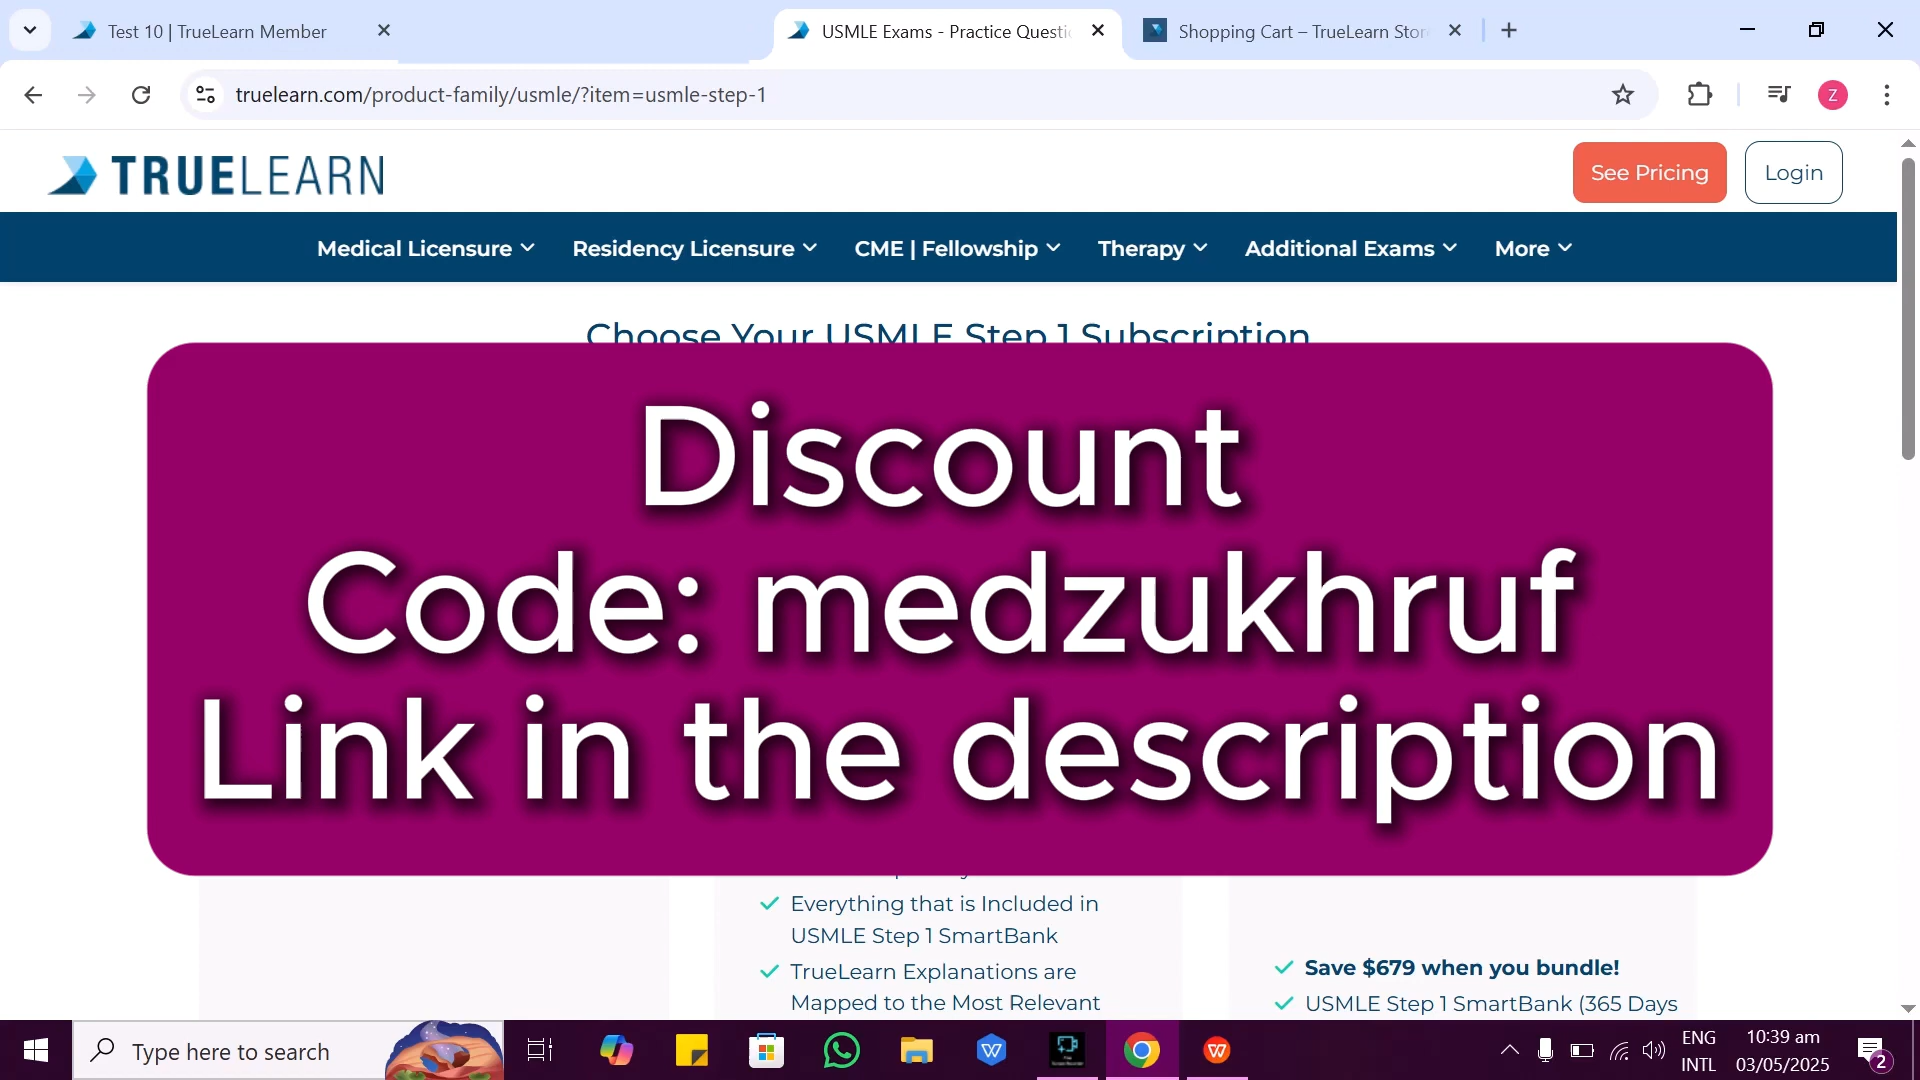 Test 10 | TrueLearn Member
USMLE Exams - Practice Questi
Shopping Cart – TrueLearn Stor
truelearn.com/product-family/usmle/?item=usmle-step-1
Z
TRUELEARN
See Pricing
Login
Medical Licensure
Residency Licensure
CME | Fellowship
Therapy
Additional Exams
More
Choose Your USMLE Step 1 Subscription
Discount
Code: medzukhruf
Link in the description
Everything that is Included in
USMLE Step 1 SmartBank
TrueLearn Explanations are
Mapped to the Most Relevant
Save $679 when you bundle!
USMLE Step 1 SmartBank (365 Days
Type here to search
ENG
INTL
10:39 am
03/05/2025
2